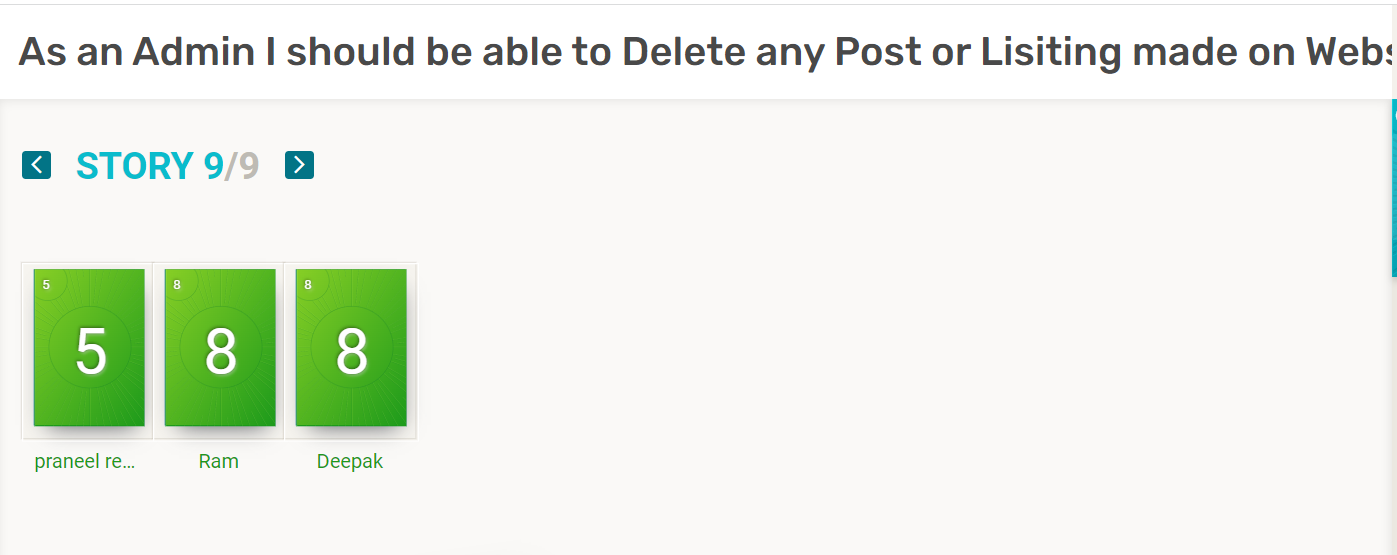 As an Admin I should be able to Delete any Post or Lisiting made on Webs
STORY 9/9
5 8 8
5 8 8
praneel re... Ram Deepak